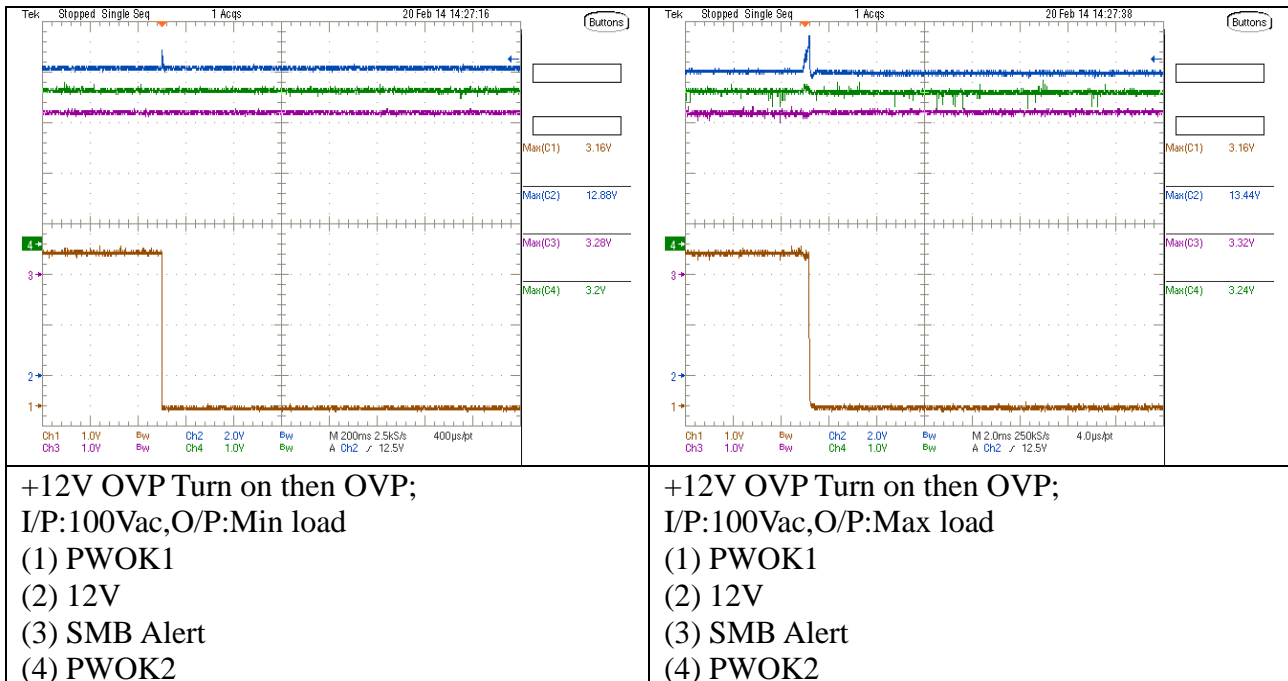 Tek Stopped Single Seq 1 Acqs 20 Feb 14 14:27:16
Buttons
Max(C1) 3.16V
Max(C2) 12.88V
4 Max(C3) 3.28V
3
Max(C4) 3.2V
2
1
Ch1 1.0V Bw Ch2 2.0V Bw M 200ms 2.5kS/s 400µs/pt
Ch3 1.0V Bw Ch4 1.0V Bw A Ch2 / 12.5V
+12V OVP Turn on then OVP;
I/P:100Vac,O/P:Min load
(1) PWOK1
(2) 12V
(3) SMB Alert
(4) PWOK2
Tek Stopped Single Seq 1 Acqs 20 Feb 14 14:27:38
Buttons
Max(C1) 3.16V
Max(C2) 13.44V
4 Max(C3) 3.32V
3
Max(C4) 3.24V
2
1
Ch1 1.0V Bw Ch2 2.0V Bw M 2.0ms 250kS/s 4.0µs/pt
Ch3 1.0V Bw Ch4 1.0V Bw A Ch2 / 12.5V
+12V OVP Turn on then OVP;
I/P:100Vac,O/P:Max load
(1) PWOK1
(2) 12V
(3) SMB Alert
(4) PWOK2